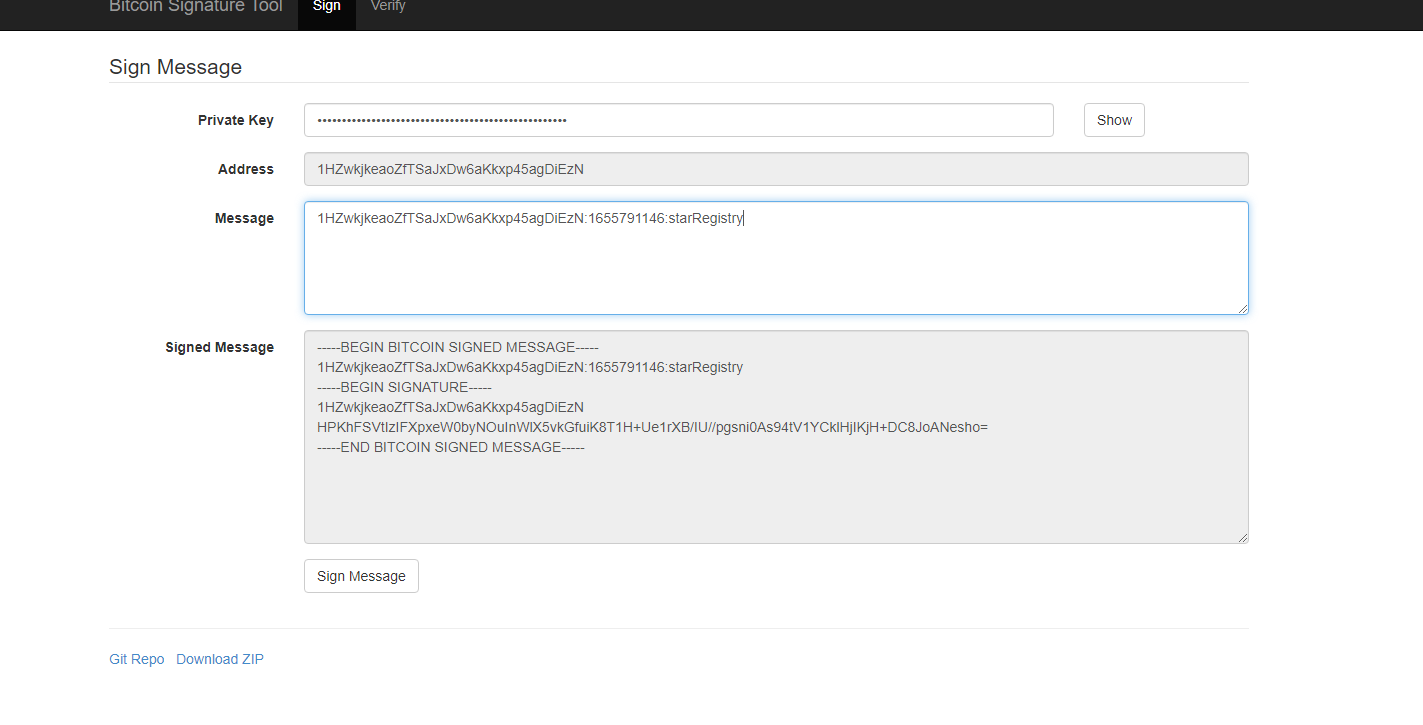 Bitcoin Signature Tool Sign Verify
Sign Message
Private Key ••••••••••••••••••••••••••••••••••••••••••••••••••• Show
Address 1HZwkjkeaoZfTSaJxDw6aKkxp45agDiEzN
Message 1HZwkjkeaoZfTSaJxDw6aKkxp45agDiEzN:1655791146:starRegistry
Signed Message -----BEGIN BITCOIN SIGNED MESSAGE-----
1HZwkjkeaoZfTSaJxDw6aKkxp45agDiEzN:1655791146:starRegistry
-----BEGIN SIGNATURE-----
1HZwkjkeaoZfTSaJxDw6aKkxp45agDiEzN
HPKhFSVtIzIFXpxeW0byNOuInWlX5vkGfuiK8T1H+Ue1rXB/IU//pgsni0As94tV1YCklHjIKjH+DC8JoANesho=
-----END BITCOIN SIGNED MESSAGE-----
Sign Message
Git Repo Download ZIP